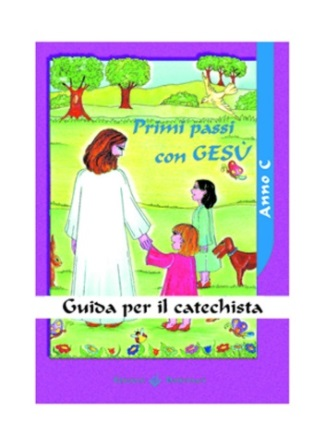 Primi passi
con GESÙ
Anno C
Guida per il catechista